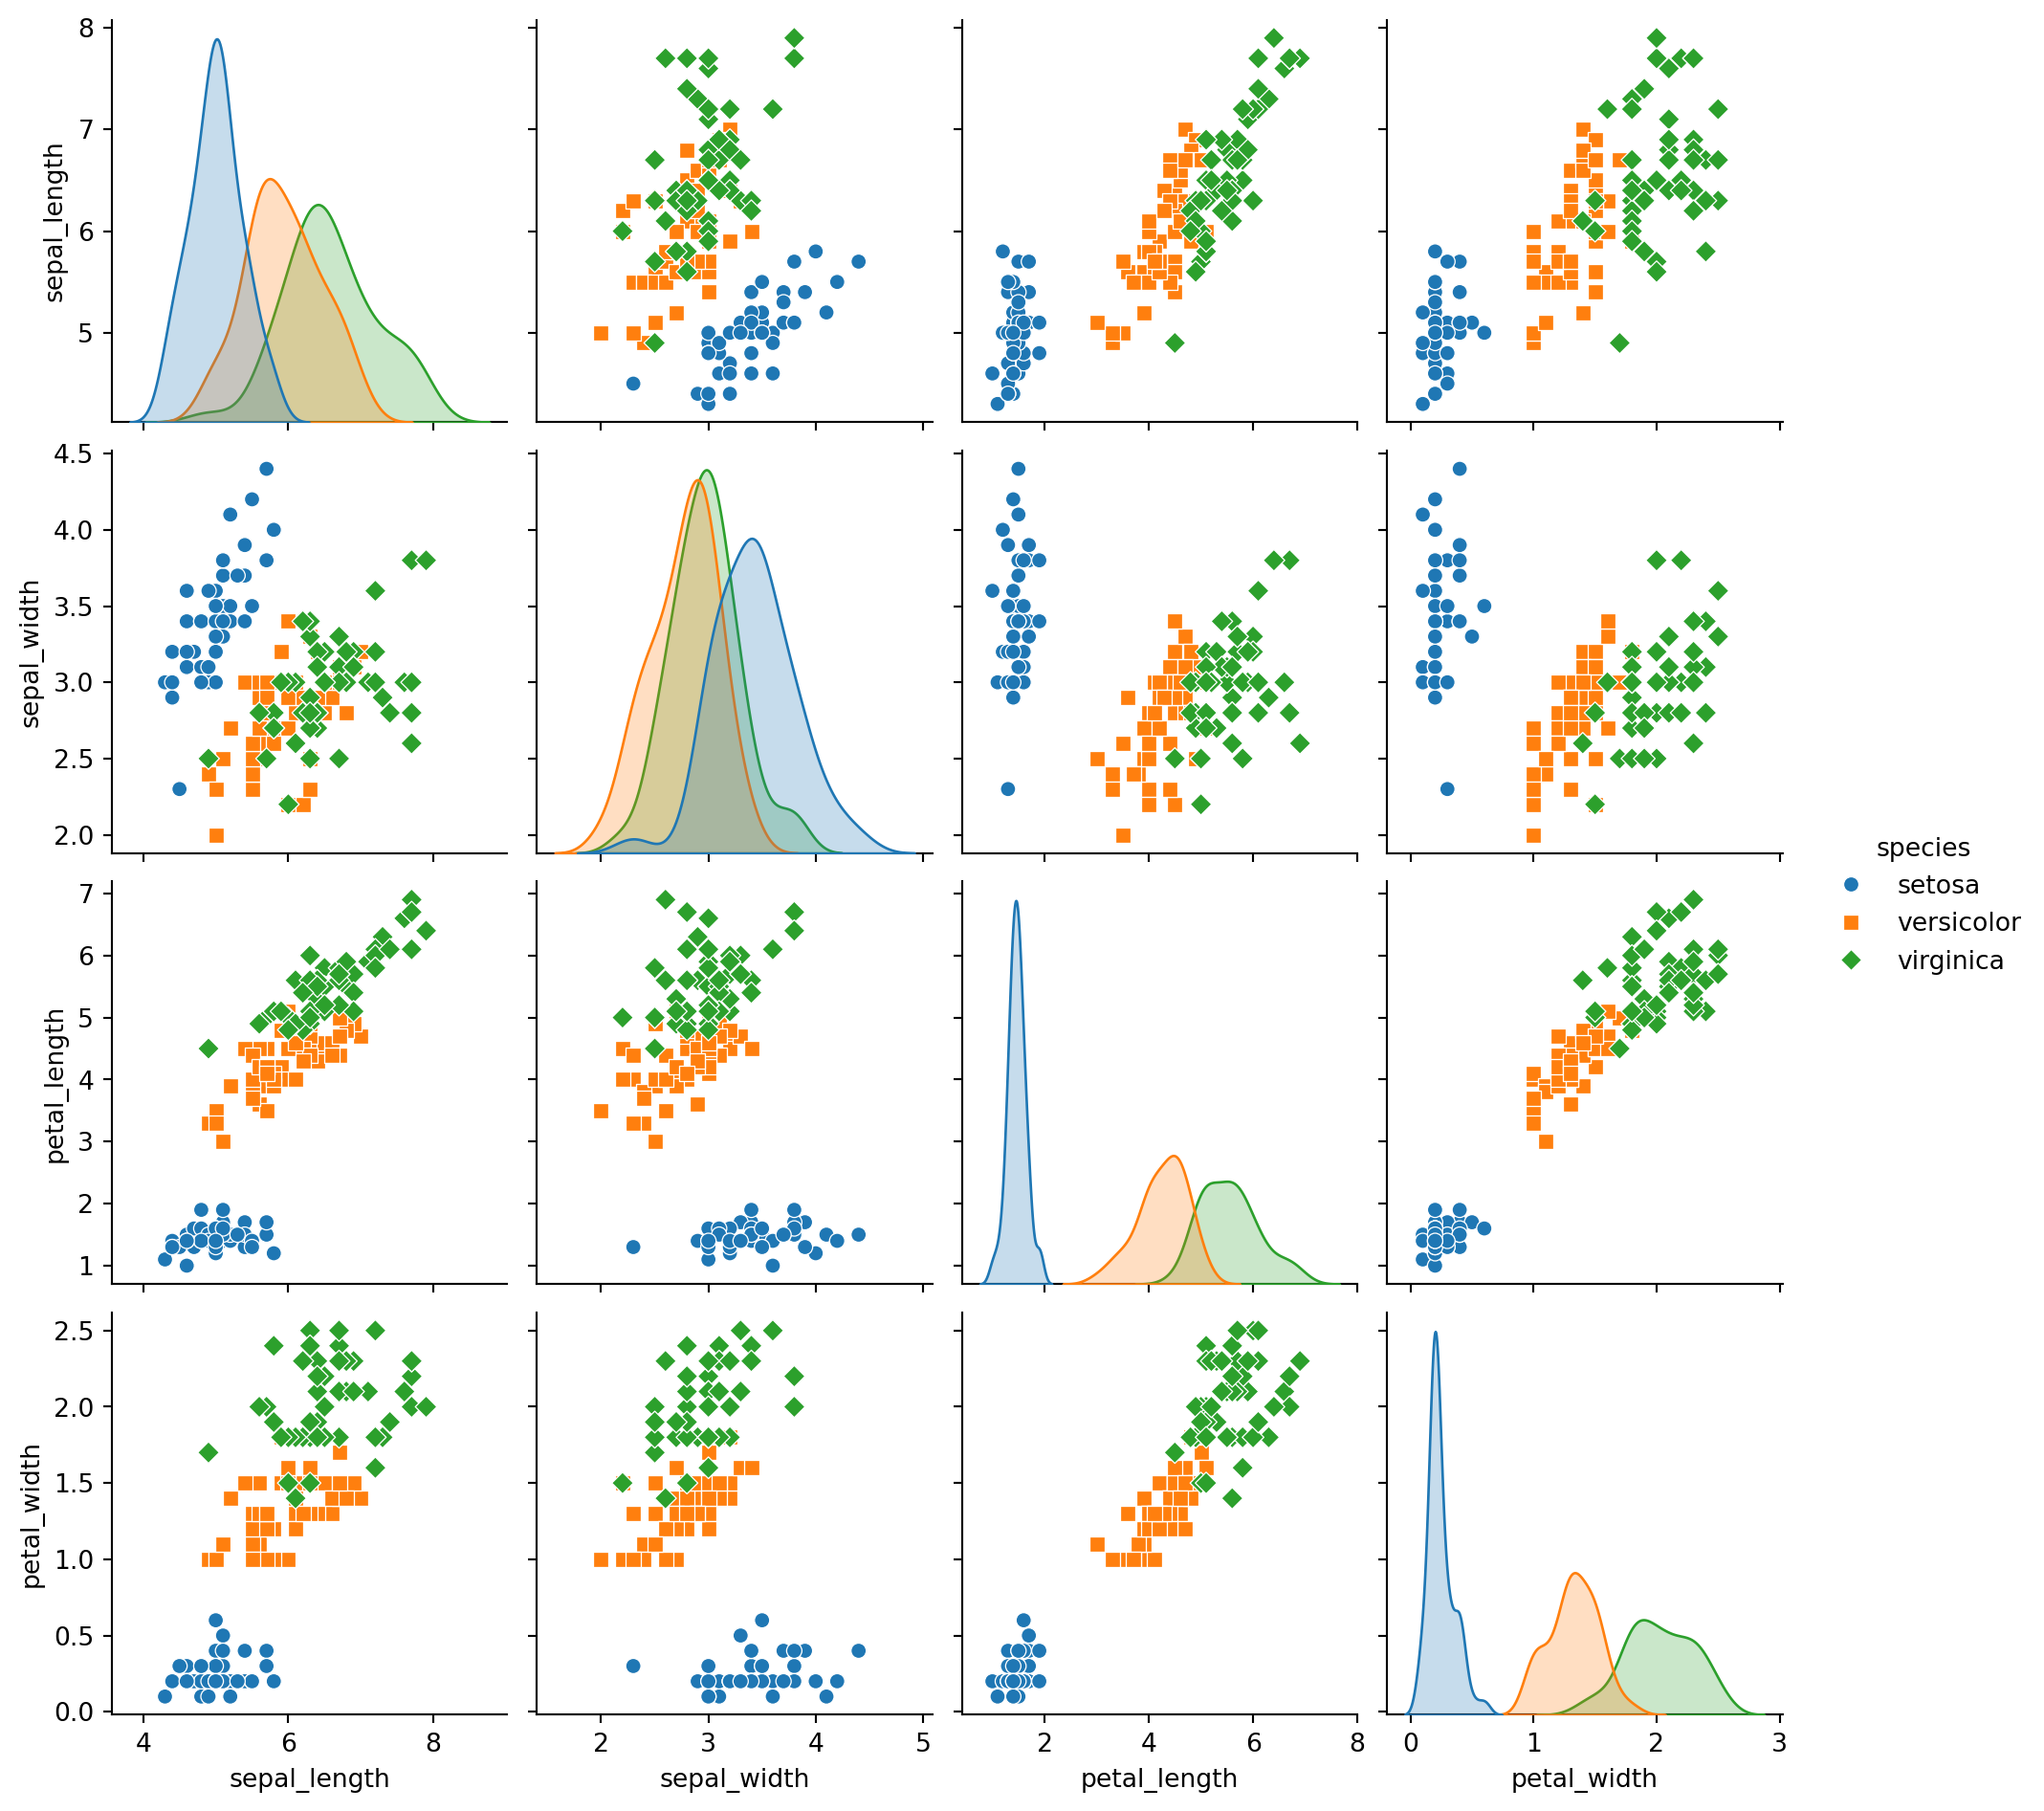 8
7
6
5
sepal_length
4 6 8
2 3 4 5
2 4 6 8
0 1 2 3
4.5
4.0
3.5
3.0
2.5
2.0
sepal_width
7
6
5
4
3
2
1
petal_length
2.5
2.0
1.5
1.0
0.5
0.0
petal_width
sepal_length
sepal_width
petal_length
petal_width
species
setosa
versicolor
virginica